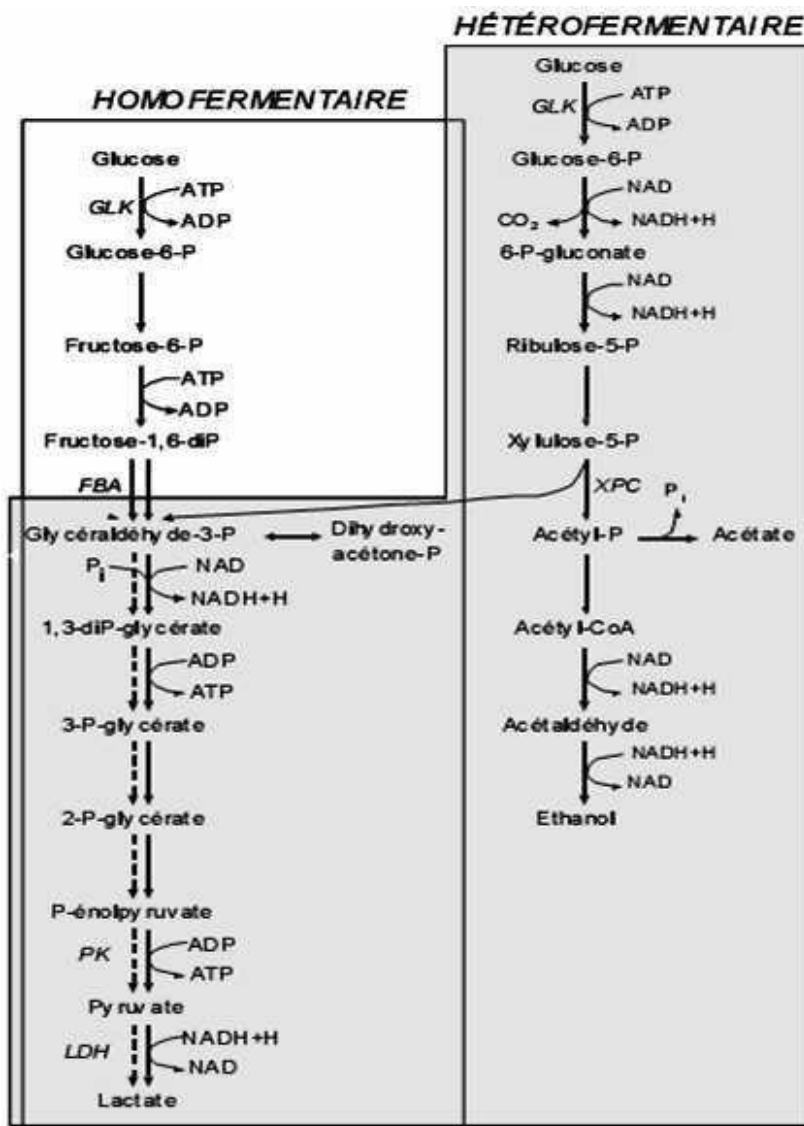 HÉTÉROFERMENTAIRE
Glucose
GLK
ATP
ADP
Glucose-6-P
NAD
CO₂
NADH+H
6-P-gluconate
NAD
NADH+H
Ribulose-5-P
Xylulose-5-P
XPC
Pi
Acétyl-P
Acétate
Acétyl-CoA
NAD
NADH+H
Acétaldéhyde
NADH+H
NAD
Ethanol
HOMOFERMENTAIRE
Glucose
GLK
ATP
ADP
Glucose-6-P
Fructose-6-P
ATP
ADP
Fructose-1,6-diP
FBA
Glycéraldéhyde-3-P
Dihydroxy-
acétone-P
Pi
NAD
NADH+H
1,3-diP-glycérate
ADP
ATP
3-P-glycérate
2-P-glycérate
P-énolpyruvate
PK
ADP
ATP
Pyruvate
LDH
NADH+H
NAD
Lactate